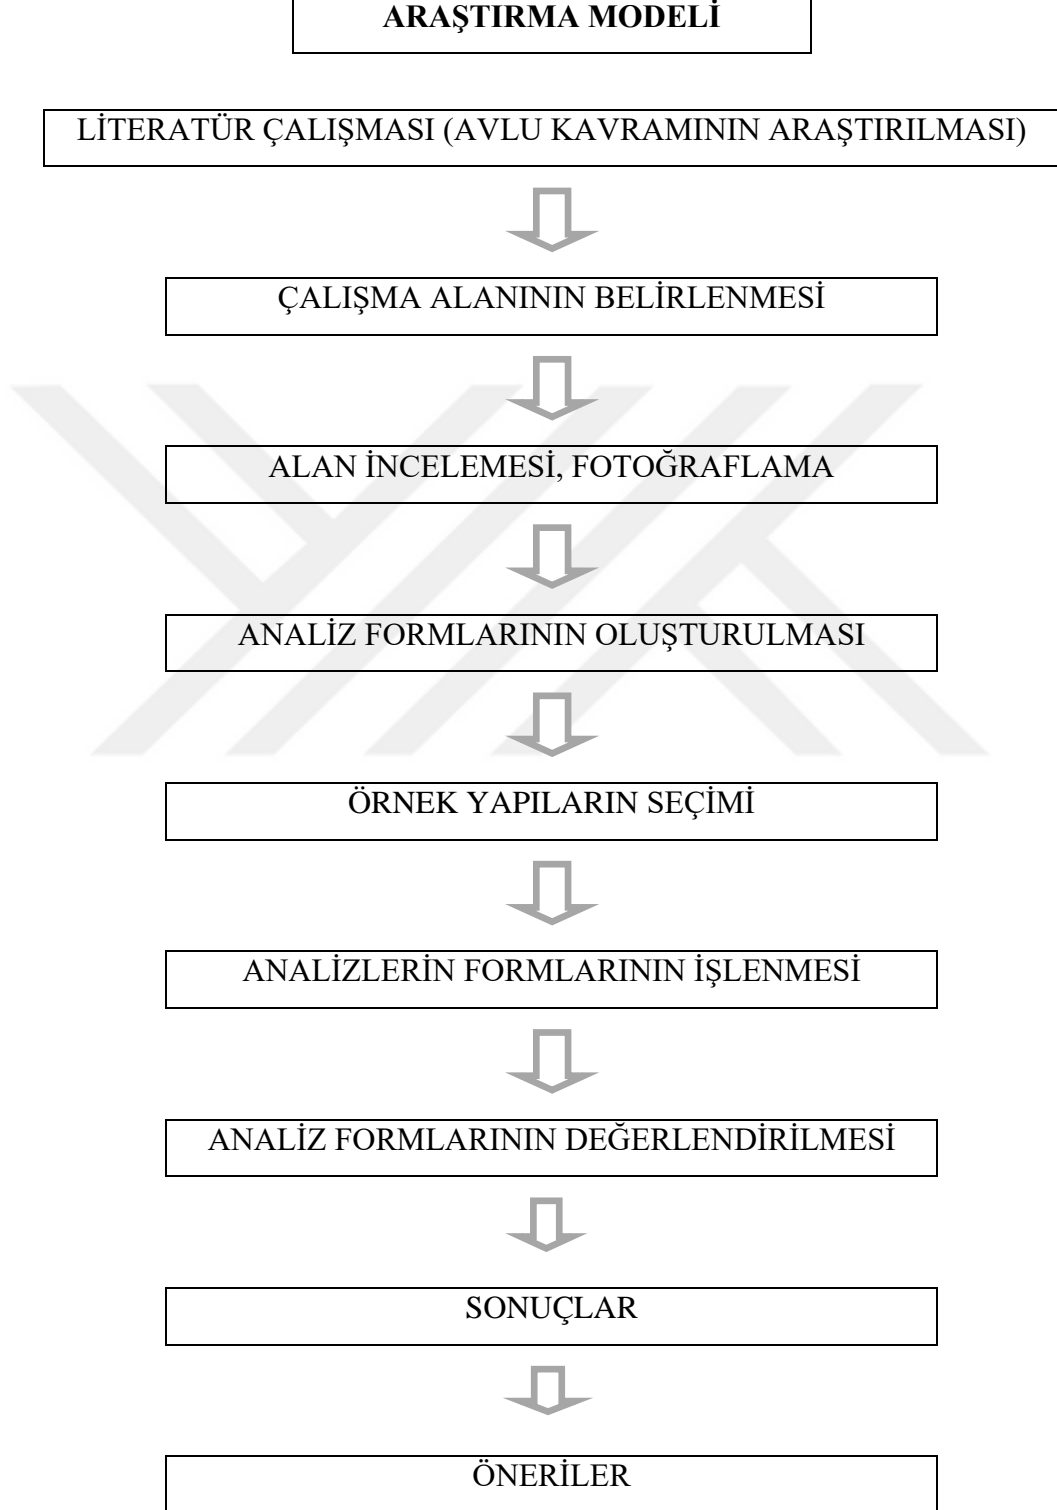 ARAŞTIRMA MODELİ
LİTERATÜR ÇALIŞMASI (AVLU KAVRAMININ ARAŞTIRILMASI)
ÇALIŞMA ALANININ BELİRLENMESİ
ALAN İNCELEMESİ, FOTOĞRAFLAMA
ANALİZ FORMLARININ OLUŞTURULMASI
ÖRNEK YAPILARIN SEÇİMİ
ANALİZLERİN FORMLARININ İŞLENMESİ
ANALİZ FORMLARININ DEĞERLENDİRİLMESİ
SONUÇLAR
ÖNERİLER